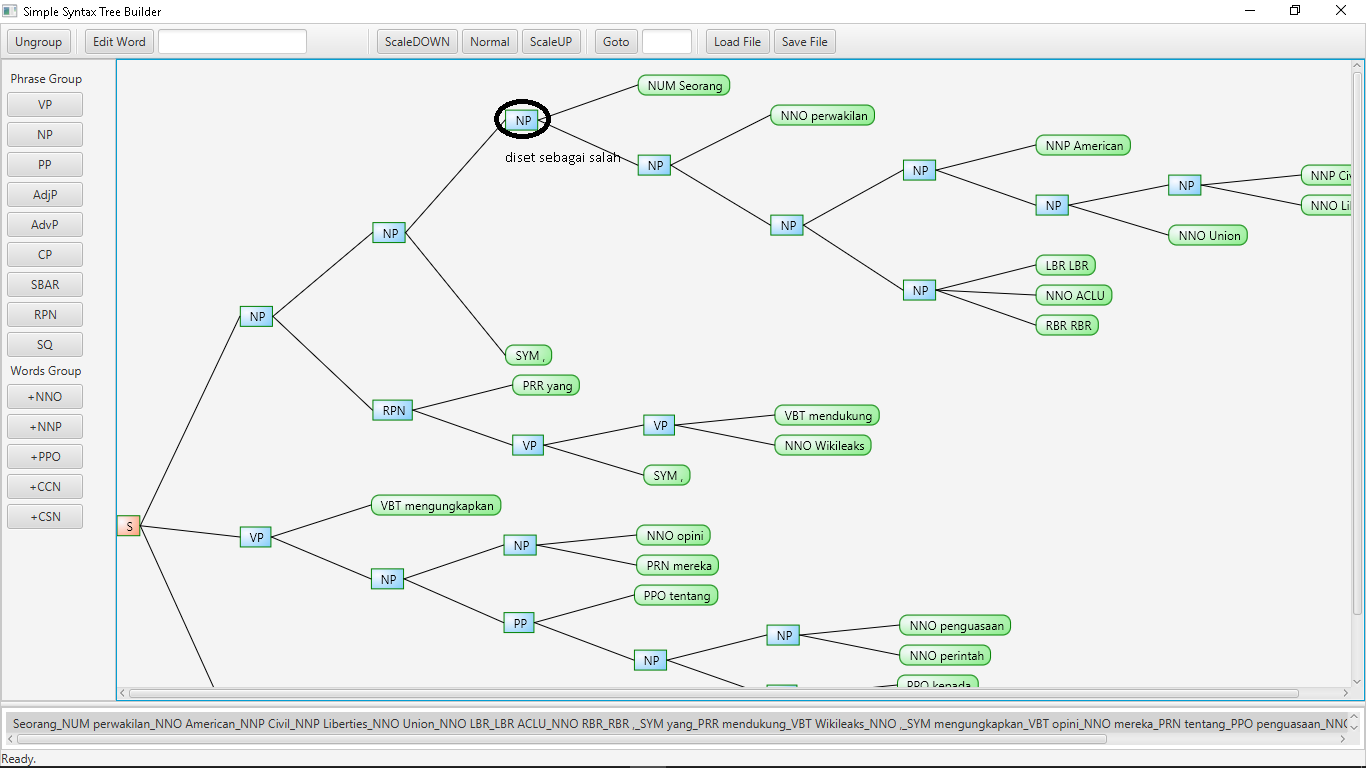 Simple Syntax Tree Builder
Ungroup
Edit Word
ScaleDOWN
Normal
ScaleUP
Goto
Load File
Save File
Phrase Group
VP
NP
PP
AdjP
AdvP
CP
SBAR
RPN
SQ
Words Group
+NNO
+NNP
+PPO
+CCN
+CSN
NUM Seorang
NP
NNO perwakilan
diset sebagai salah
NP
NNP American
NP
NP
NNP Civ
NP
NNO Li
NP
NP
NNO Union
LBR LBR
NP
NNO ACLU
NP
RBR RBR
SYM ,
PRR yang
RPN
VBT mendukung
VP
VP
NNO Wikileaks
SYM ,
VBT mengungkapkan
S
VP
NNO opini
NP
PRN mereka
NP
PPO tentang
PP
NNO penguasaan
NP
NNO perintah
NP
PPO kepada
Seorang_NUM perwakilan_NNO American_NNP Civil_NNP Liberties_NNO Union_NNO LBR_LBR ACLU_NNO RBR_RBR ,_SYM yang_PRR mendukung_VBT Wikileaks_NNO ,_SYM mengungkapkan_VBT opini_NNO mereka_PRN tentang_PPO penguasaan_NNO
Ready.